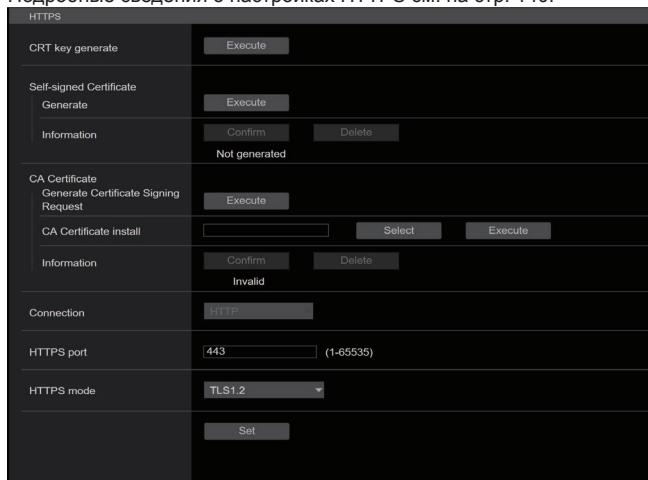 Подробные сведения о настройках HTTPS см. на стр. 149.
HTTPS
CRT key generate
Execute
Self-signed Certificate
Generate
Execute
Information
Confirm
Delete
Not generated
CA Certificate
Generate Certificate Signing
Request
Execute
CA Certificate install
Select
Execute
Information
Confirm
Delete
Invalid
Connection
HTTP
HTTPS port
443
(1-65535)
HTTPS mode
TLS1.2
Set